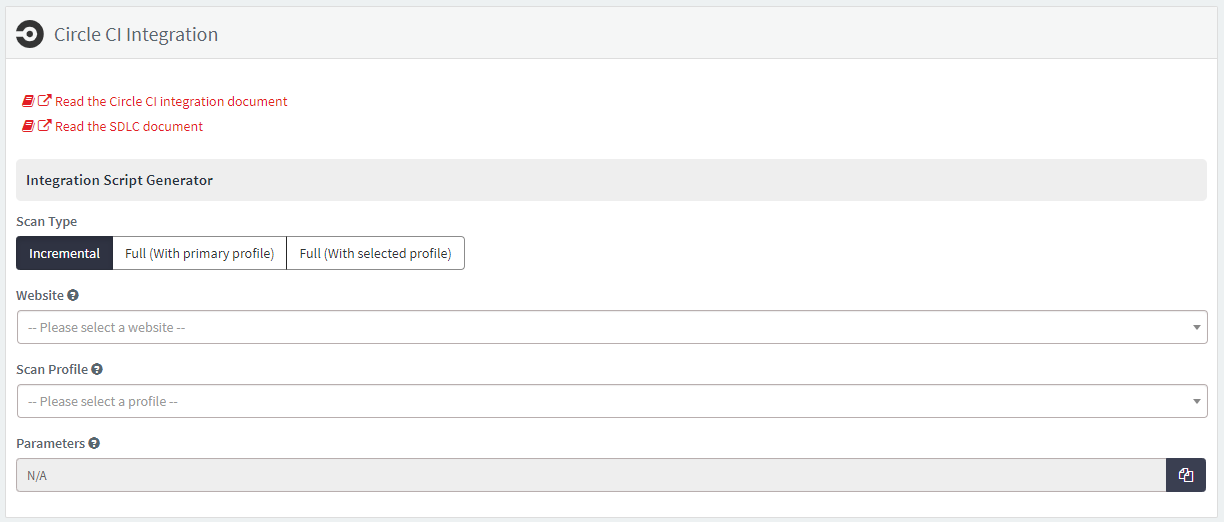 Circle CI Integration
Read the Circle CI integration document
Read the SDLC document
Integration Script Generator
Scan Type
Incremental Full (With primary profile) Full (With selected profile)
Website
-- Please select a website --
Scan Profile
-- Please select a profile --
Parameters
N/A